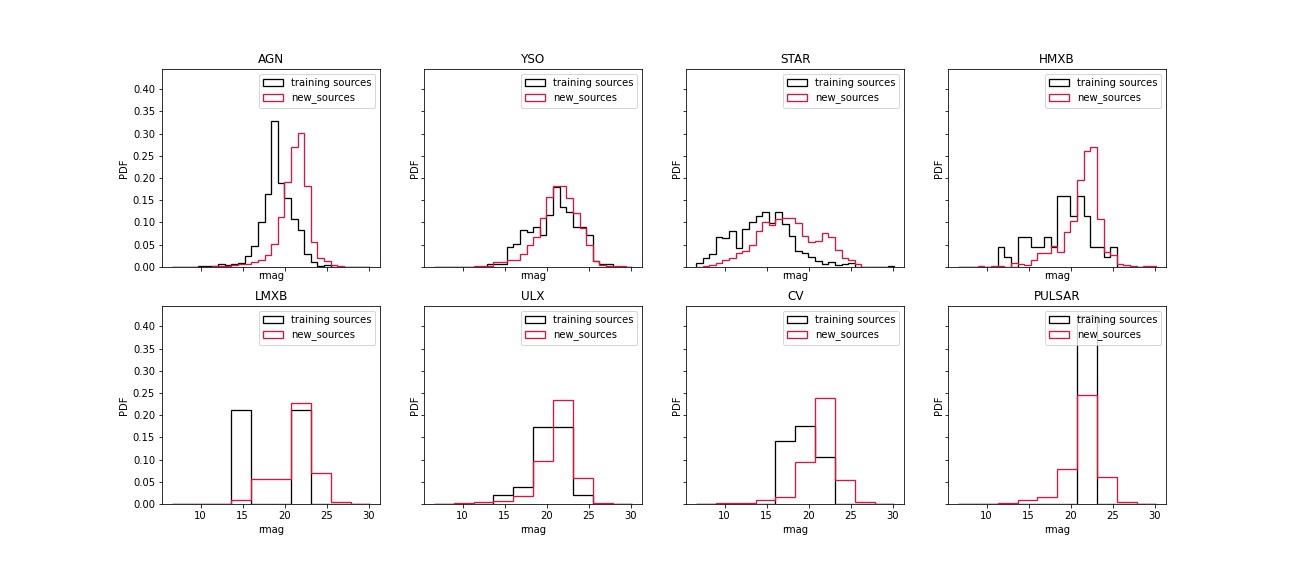 AGN YSO STAR HMXB
training sources training sources training sources training sources
new_sources new_sources new_sources new_sources
0.40
0.35
0.30
0.25
0.20
0.15
0.10
0.05
0.00
PDF PDF PDF PDF
rmag rmag rmag rmag
LMXB ULX CV PULSAR
training sources training sources training sources training sources
new_sources new_sources new_sources new_sources
0.40
0.35
0.30
0.25
0.20
0.15
0.10
0.05
0.00
PDF PDF PDF PDF
10 15 20 25 30 10 15 20 25 30 10 15 20 25 30 10 15 20 25 30
rmag rmag rmag rmag